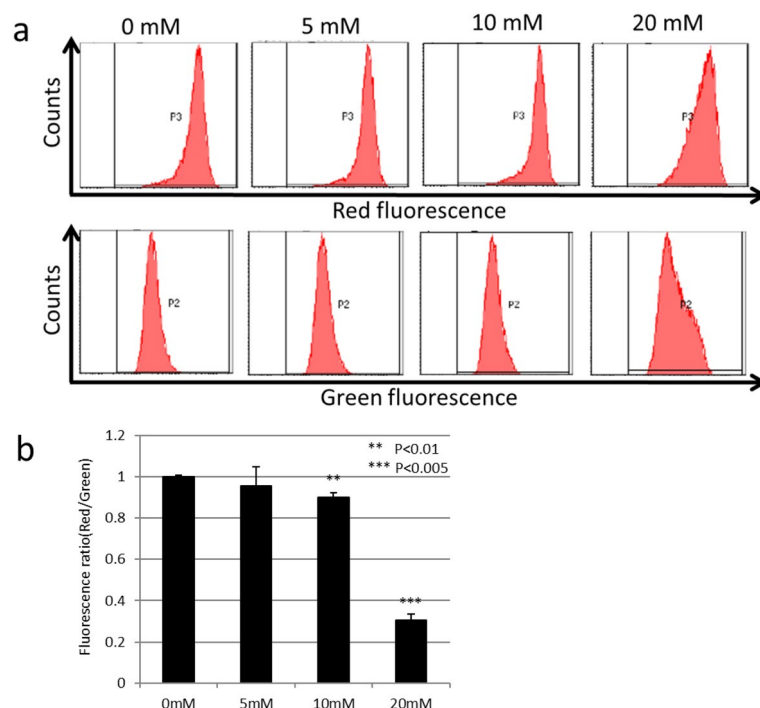 a
0 mM 5 mM 10 mM 20 mM
Counts
P3 P3 P3 P3
Red fluorescence
Counts
P2 P2 P2 P2
Green fluorescence
b
Fluorescence ratio(Red/Green)
1.2
1
0.8
0.6
0.4
0.2
0
** P<0.01
*** P<0.005
**
***
0mM 5mM 10mM 20mM